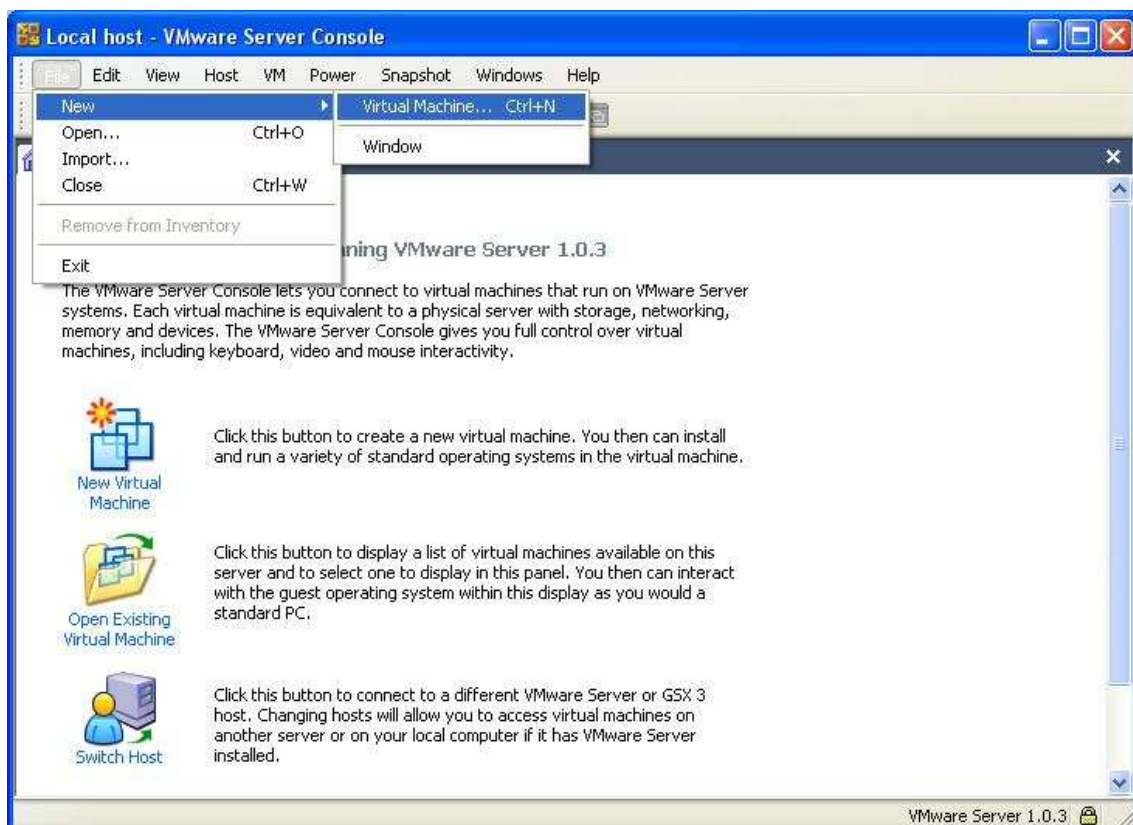 Local host - VMware Server Console
File Edit View Host VM Power Snapshot Windows Help
New
Virtual Machine... Ctrl+N
Open... Ctrl+O
Window
Import...
Close Ctrl+W
Remove from Inventory
Exit
VMware Server 1.0.3
The VMware Server Console lets you connect to virtual machines that run on VMware Server
systems. Each virtual machine is equivalent to a physical server with storage, networking,
memory and devices. The VMware Server Console gives you full control over virtual
machines, including keyboard, video and mouse interactivity.
New Virtual
Machine
Click this button to create a new virtual machine. You then can install
and run a variety of standard operating systems in the virtual machine.
Open Existing
Virtual Machine
Click this button to display a list of virtual machines available on this
server and to select one to display in this panel. You then can interact
with the guest operating system within this display as you would a
standard PC.
Switch Host
Click this button to connect to a different VMware Server or GSX 3
host. Changing hosts will allow you to access virtual machines on
another server or on your local computer if it has VMware Server
installed.
VMware Server 1.0.3